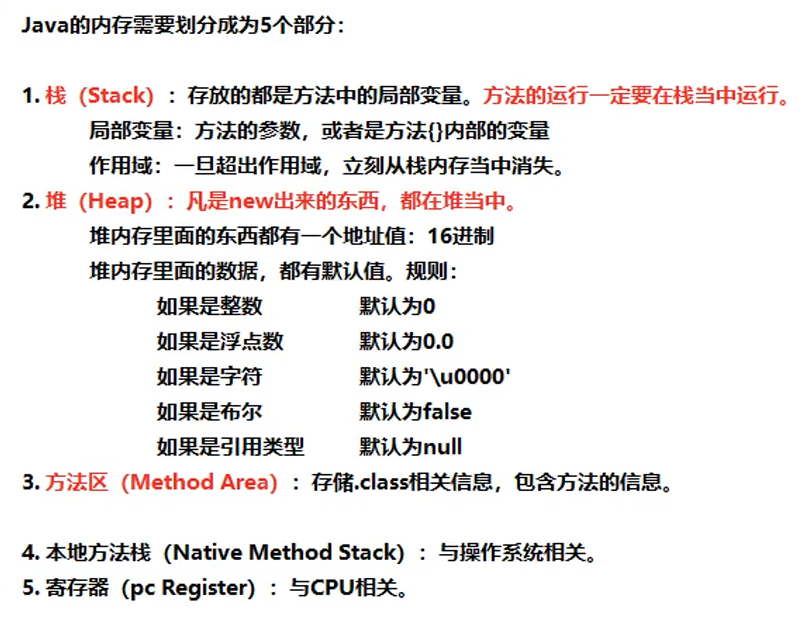 Java的内存需要划分成为5个部分：
1. 栈（Stack）：存放的都是方法中的局部变量。方法的运行一定要在栈当中运行。
局部变量：方法的参数，或者是方法{}内部的变量
作用域：一旦超出作用域，立刻从栈内存当中消失。
2. 堆（Heap）：凡是new出来的东西，都在堆当中。
堆内存里面的东西都有一个地址值：16进制
堆内存里面的数据，都有默认值。规则：
如果是整数 默认为0
如果是浮点数 默认为0.0
如果是字符 默认为'\u0000'
如果是布尔 默认为false
如果是引用类型 默认为null
3. 方法区（Method Area）：存储.class相关信息，包含方法的信息。
4. 本地方法栈（Native Method Stack）：与操作系统相关。
5. 寄存器（pc Register）：与CPU相关。